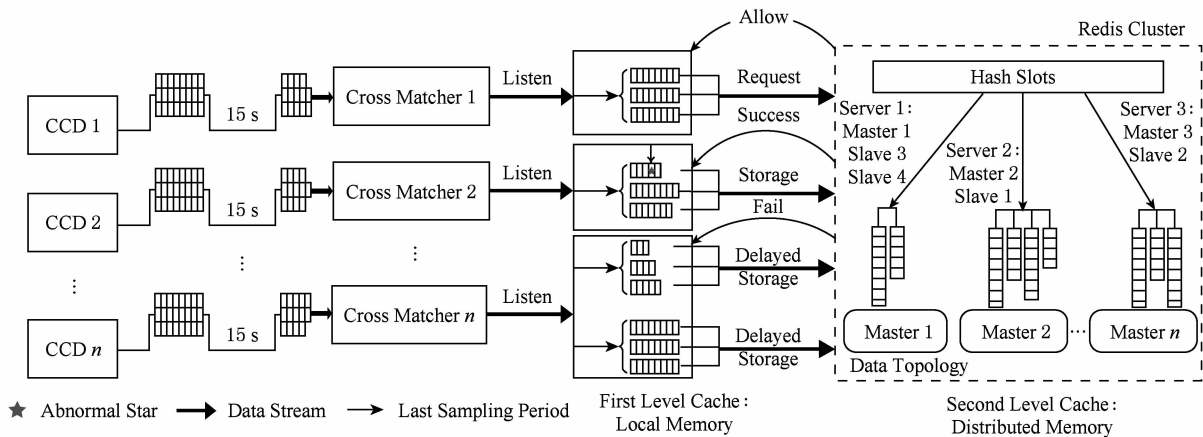 Redis Cluster
Allow
Hash Slots
Listen
Request
CCD 1
15 s
Cross Matcher 1
Success
Server 1:
Master 1
Slave 3
Slave 4
Server 2:
Master 2
Slave 1
Server 3:
Master 3
Slave 2
CCD 2
15 s
Cross Matcher 2
Listen
Storage
Fail
⋮
⋮
⋮
Delayed
Storage
CCD n
15 s
Cross Matcher n
Listen
Delayed
Storage
Master 1
Master 2
...
Master n
Data Topology
Abnormal Star
Data Stream
Last Sampling Period
First Level Cache:
Local Memory
Second Level Cache:
Distributed Memory